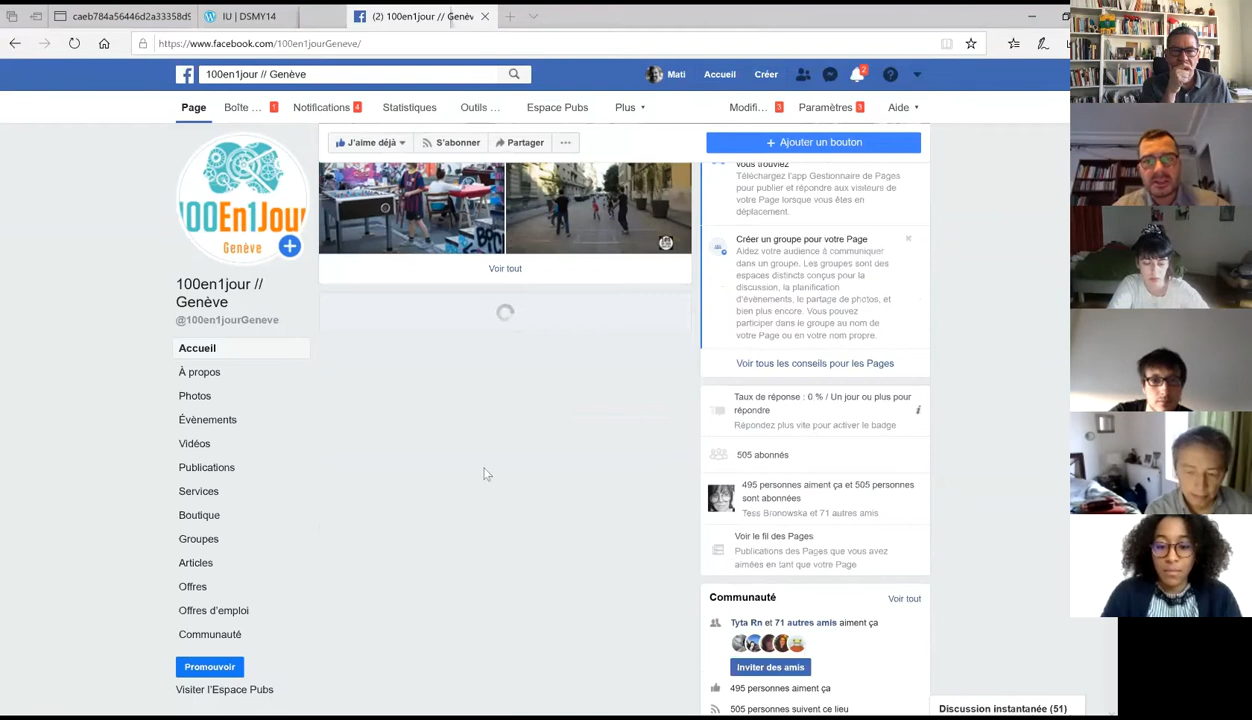 caeb784a56446d2a33358d9
IU | DSMY14
(2) 100en1jour // Genèv
https://www.facebook.com/100en1jourGeneve/
100en1jour // Genève
Mati
Accueil
Créer
2
Page
Boîte ... 1
Notifications 4
Statistiques
Outils ...
Espace Pubs
Plus
Modifi... 3
Paramètres 3
Aide
J'aime déjà
S'abonner
Partager
Ajouter un bouton
100En1Jour
Genève
100en1jour //
Genève
@100en1jourGeneve
Accueil
À propos
Photos
Évènements
Vidéos
Publications
Services
Boutique
Groupes
Articles
Offres
Offres d'emploi
Communauté
Promouvoir
Visiter l'Espace Pubs
Voir tout
vous trouviez
Téléchargez l'app Gestionnaire de Pages
pour publier et répondre aux visiteurs de
votre Page lorsque vous êtes en
déplacement.
Créer un groupe pour votre Page
Aidez votre audience à communiquer
dans un groupe. Les groupes sont des
espaces distincts conçus pour la
discussion, la planification
d'évènements, le partage de photos, et
bien plus encore. Vous pouvez
participer dans le groupe au nom de
votre Page ou en votre nom propre.
Voir tous les conseils pour les Pages
Taux de réponse : 0 % / Un jour ou plus pour
répondre
Répondez plus vite pour activer le badge
505 abonnés
495 personnes aiment ça et 505 personnes
sont abonnées
Tess Bronowska et 71 autres amis
Voir le fil des Pages
Publications des Pages que vous avez
aimées en tant que votre Page
Communauté
Voir tout
Tyta Rn et 71 autres amis aiment ça
Inviter des amis
495 personnes aiment ça
505 personnes suivent ce lieu
Discussion instantanée (51)